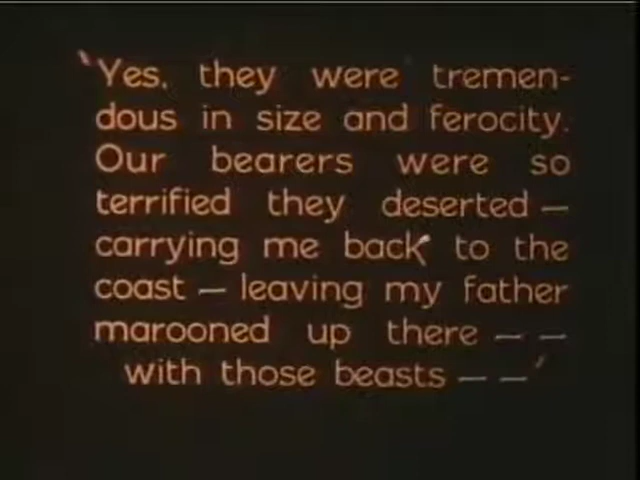 'Yes, they were tremen-
dous in size and ferocity.
Our bearers were so
terrified they deserted —
carrying me back to the
coast — leaving my father
marooned up there — —
with those beasts — —'